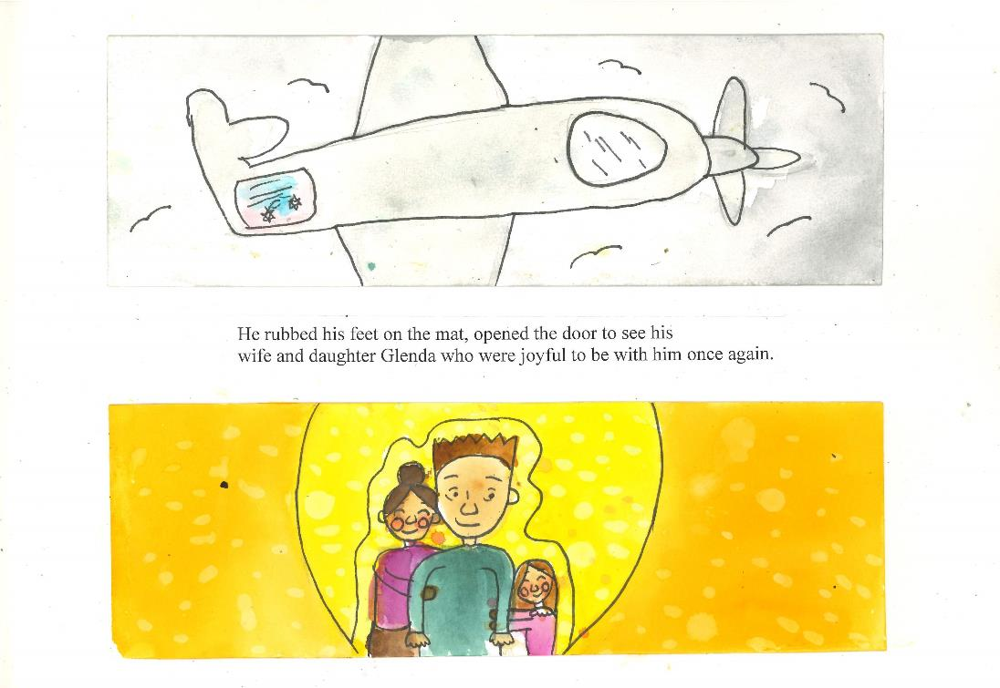 He rubbed his feet on the mat, opened the door to see his
wife and daughter Glenda who were joyful to be with him once again.